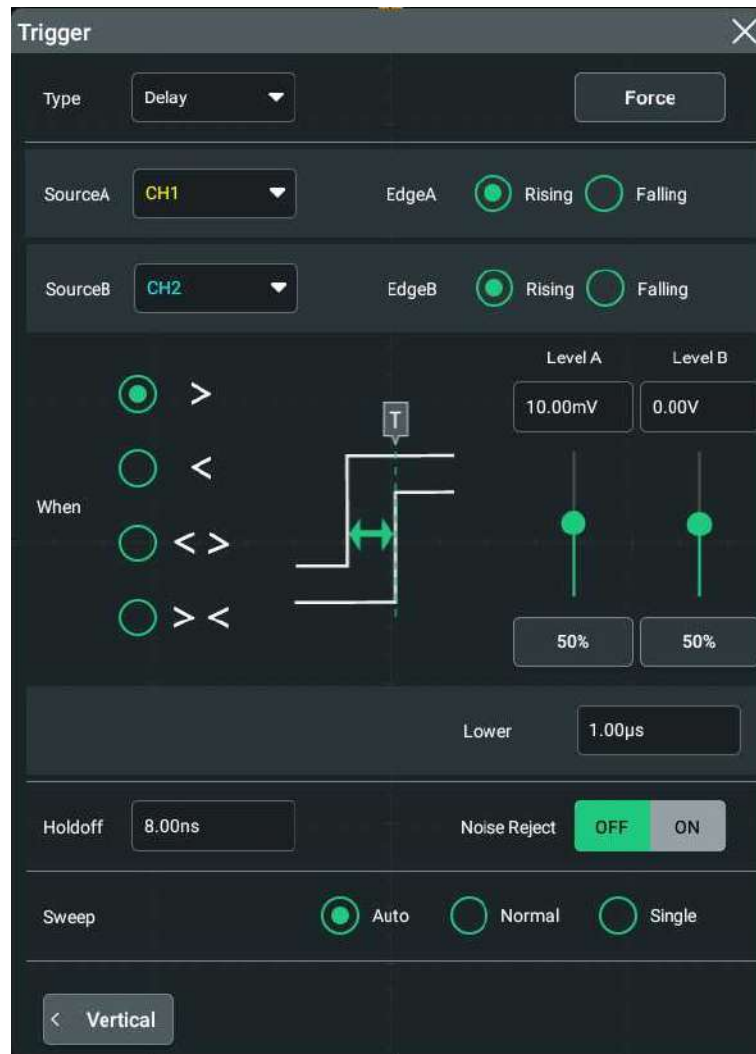 Trigger
Type Delay Force
SourceA CH1 EdgeA Rising Falling
SourceB CH2 EdgeB Rising Falling
Level A Level B
> 10.00mV 0.00V
T
<
When
< >
> <
50% 50%
Lower 1.00µs
Holdoff 8.00ns Noise Reject OFF ON
Sweep Auto Normal Single
< Vertical